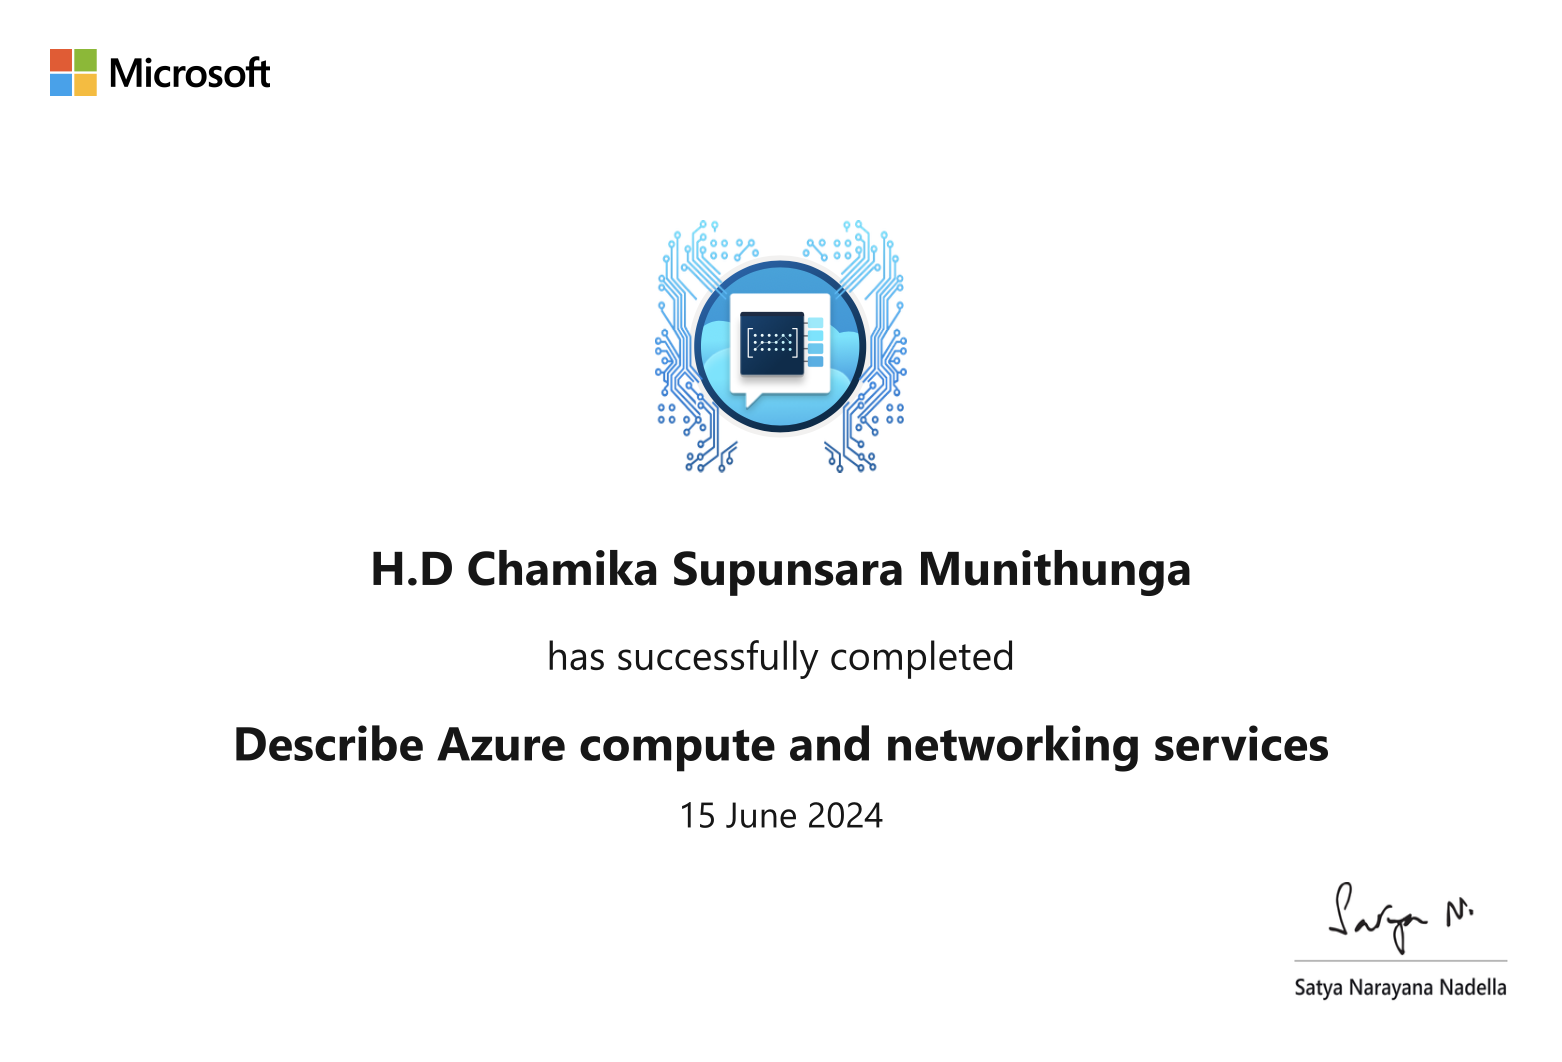 Microsoft
H.D Chamika Supunsara Munithunga
has successfully completed
Describe Azure compute and networking services
15 June 2024
Satya N.
Satya Narayana Nadella